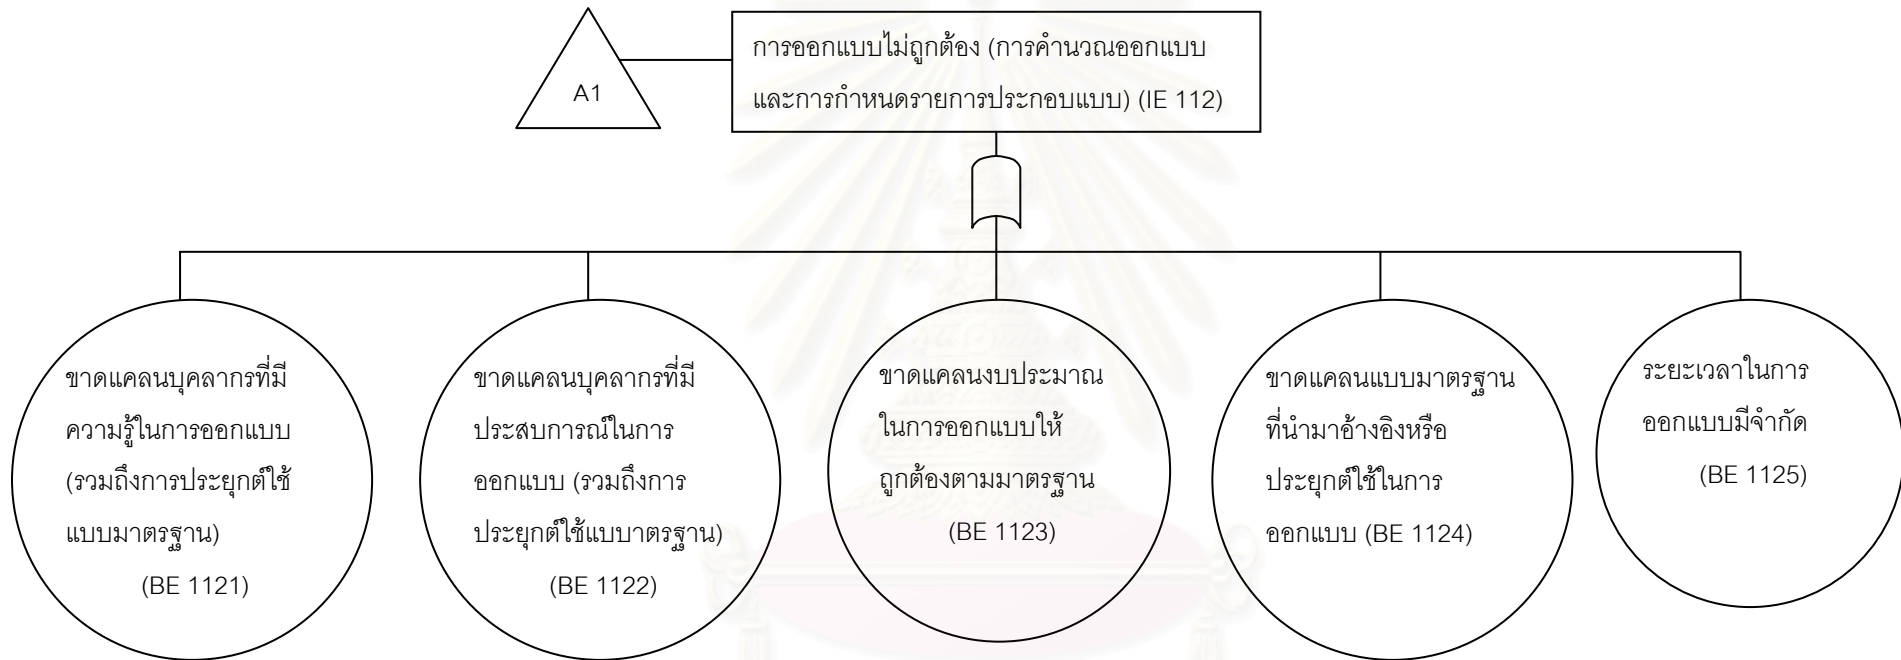 A1
การออกแบบไม่ถูกต้อง (การคำนวณออกแบบ
และการกำหนดรายการประกอบแบบ) (IE 112)
ขาดแคลนบุคลากรที่มี
ความรู้ในการออกแบบ
(รวมถึงการประยุกต์ใช้
แบบมาตรฐาน)
(BE 1121)
ขาดแคลนบุคลากรที่มี
ประสบการณ์ในการ
ออกแบบ (รวมถึงการ
ประยุกต์ใช้แบบาตรฐาน)
(BE 1122)
ขาดแคลนงบประมาณ
ในการออกแบบให้
ถูกต้องตามมาตรฐาน
(BE 1123)
ขาดแคลนแบบมาตรฐาน
ที่นำมาอ้างอิงหรือ
ประยุกต์ใช้ในการ
ออกแบบ (BE 1124)
ระยะเวลาในการ
ออกแบบมีจำกัด
(BE 1125)